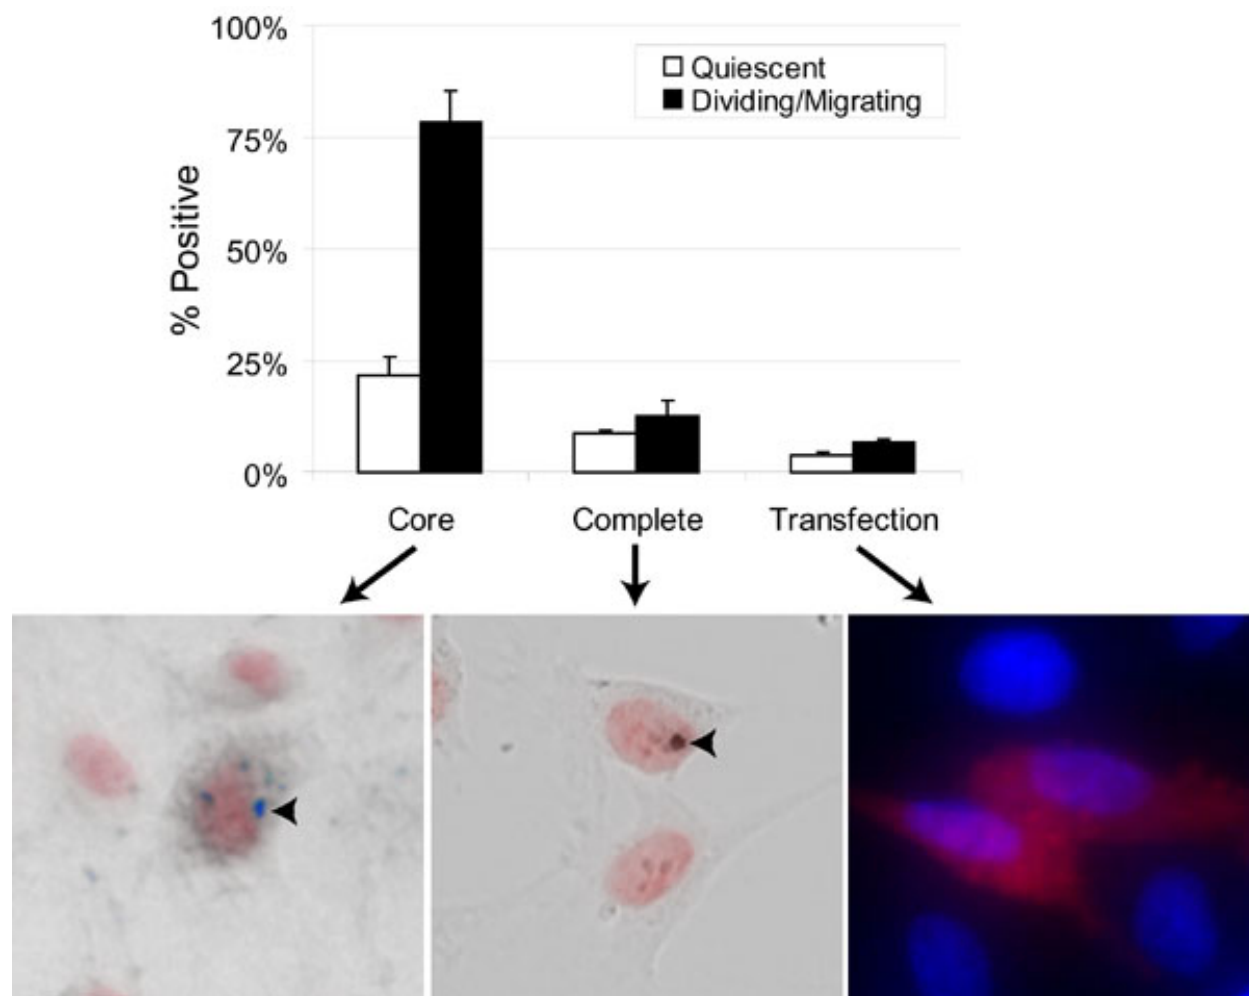 100%
Quiescent
Dividing/Migrating
75%
50%
25%
0%
% Positive
Core Complete Transfection